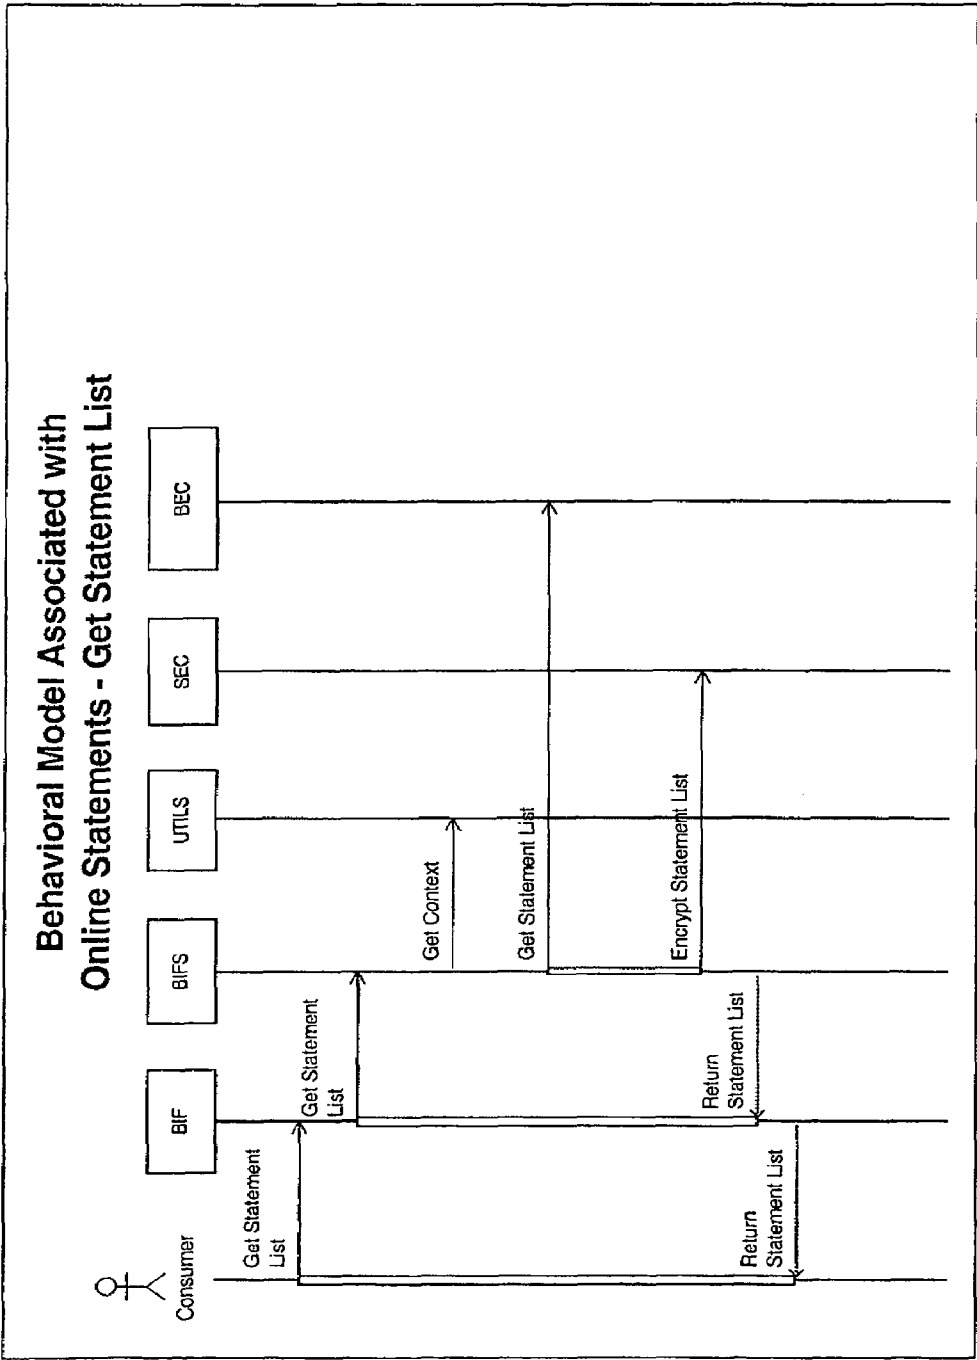 Behavioral Model Associated with
Online Statements - Get Statement List
Consumer
BIF
BIFS
UTILS
SEC
BEC
Get Statement
List
Get Statement
List
Get Context
Get Statement List
Encrypt Statement List
Return
Statement List
Return
Statement List